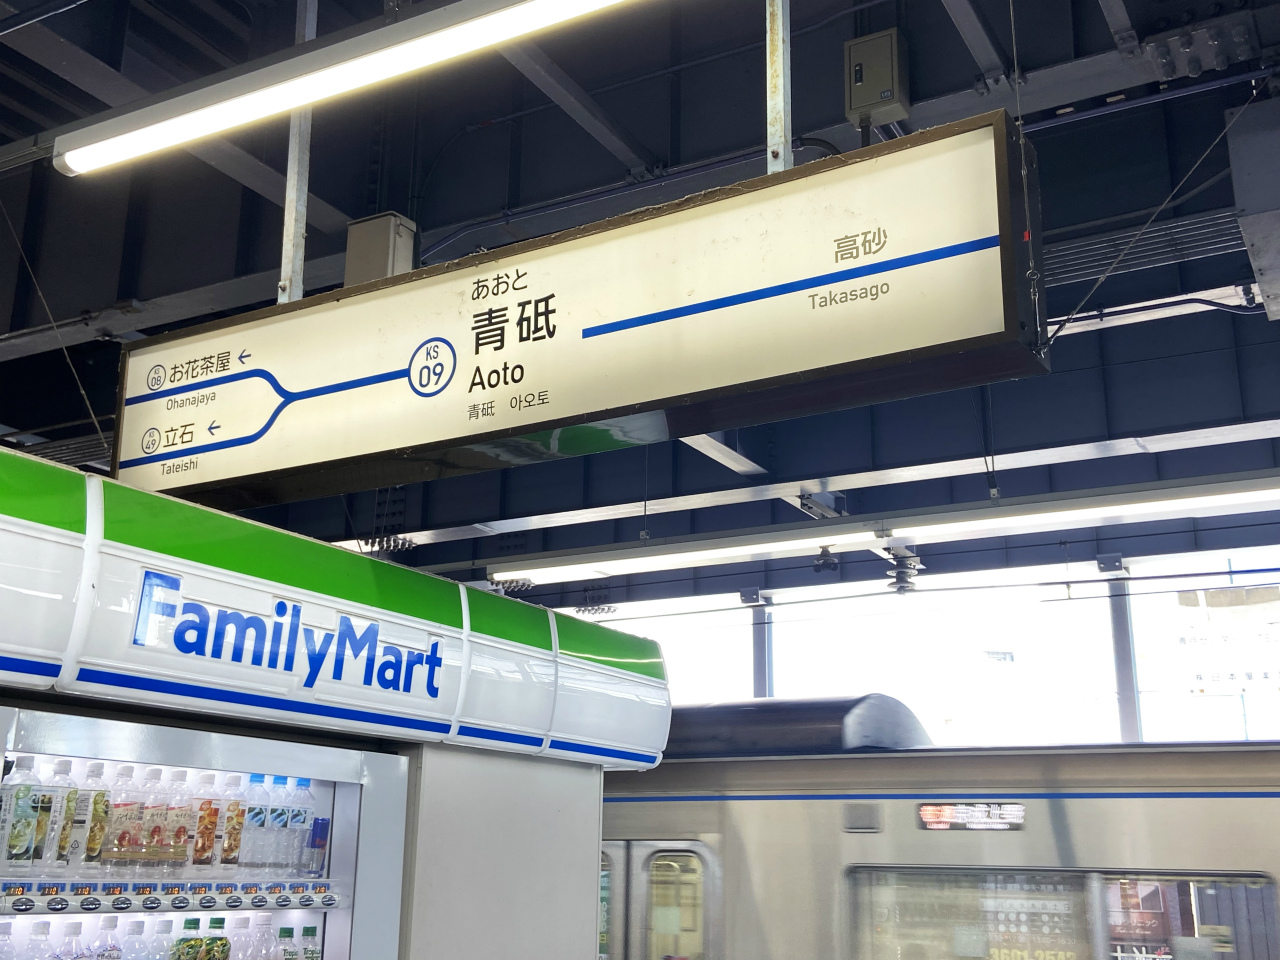 高砂
Takasago
あおと
青砥
Aoto
青砥 아오토
KS
09
KS
08
お花茶屋 ←
Ohanajaya
KS
49
立石 ←
Tateishi
FamilyMart